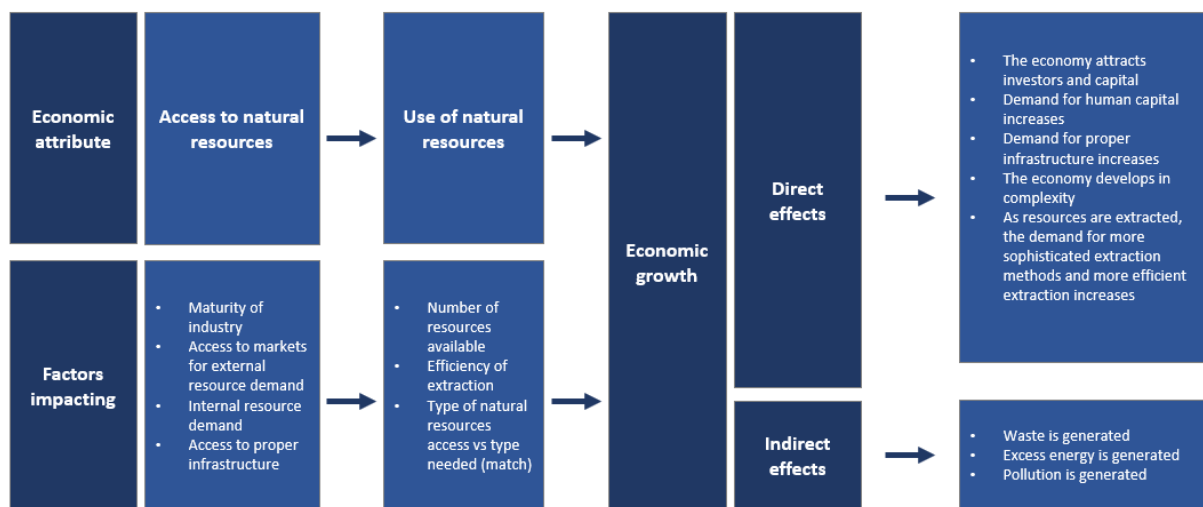 Economic
attribute
Access to natural
resources
Use of natural
resources
Economic
growth
Direct
effects
• The economy attracts
investors and capital
• Demand for human capital
increases
• Demand for proper
infrastructure increases
• The economy develops in
complexity
• As resources are extracted,
the demand for more
sophisticated extraction
methods and more efficient
extraction increases
Factors
impacting
• Maturity of
industry
• Access to markets
for external
resource demand
• Internal resource
demand
• Access to proper
infrastructure
• Number of
resources
available
• Efficiency of
extraction
• Type of natural
resources
access vs type
needed (match)
Indirect
effects
• Waste is generated
• Excess energy is generated
• Pollution is generated